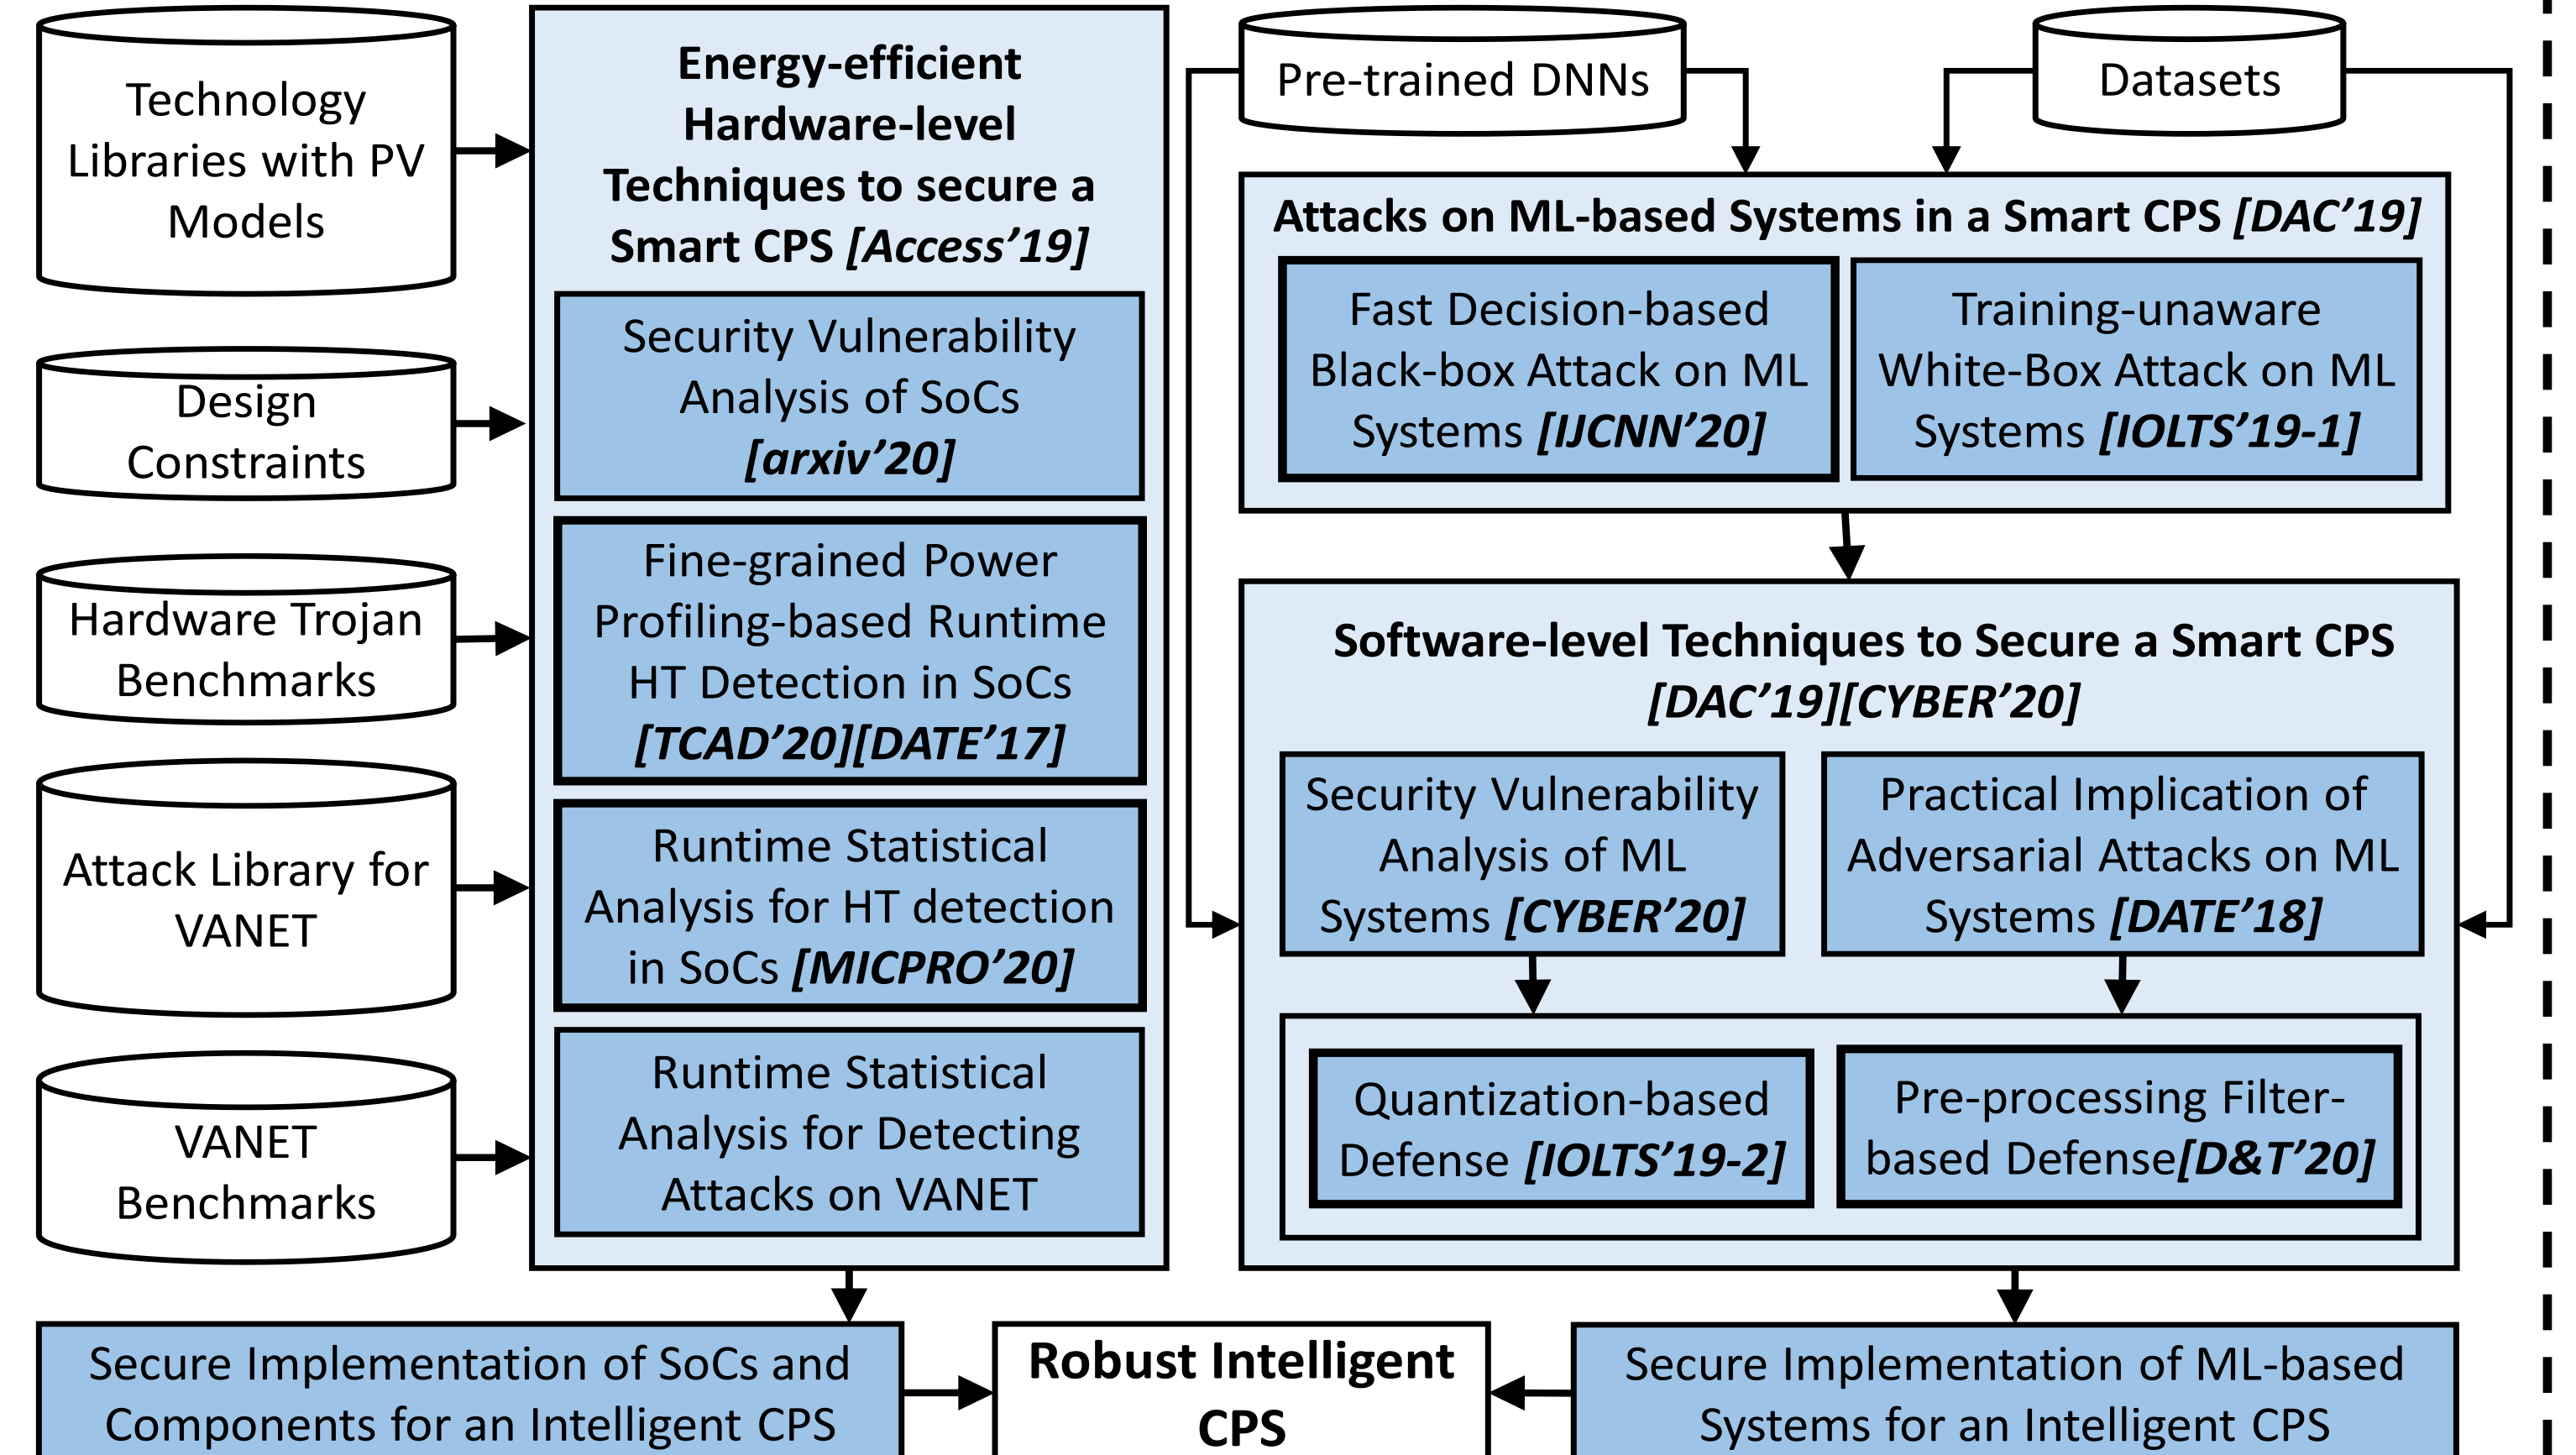 Technology
Libraries with PV
Models
Design
Constraints
Hardware Trojan
Benchmarks
Attack Library for
VANET
VANET
Benchmarks
Energy-efficient
Hardware-level
Techniques to secure a
Smart CPS [Access’19]
Security Vulnerability
Analysis of SoCs
[arxiv’20]
Fine-grained Power
Profiling-based Runtime
HT Detection in SoCs
[TCAD’20][DATE’17]
Runtime Statistical
Analysis for HT detection
in SoCs [MICPRO’20]
Runtime Statistical
Analysis for Detecting
Attacks on VANET
Pre-trained DNNs
Datasets
Attacks on ML-based Systems in a Smart CPS [DAC’19]
Fast Decision-based
Black-box Attack on ML
Systems [IJCNN’20]
Training-unaware
White-Box Attack on ML
Systems [IOLTS’19-1]
Software-level Techniques to Secure a Smart CPS
[DAC’19][CYBER’20]
Security Vulnerability
Analysis of ML
Systems [CYBER’20]
Practical Implication of
Adversarial Attacks on ML
Systems [DATE’18]
Quantization-based
Defense [IOLTS’19-2]
Pre-processing Filter-
based Defense[D&T’20]
Secure Implementation of SoCs and
Components for an Intelligent CPS
Robust Intelligent
CPS
Secure Implementation of ML-based
Systems for an Intelligent CPS